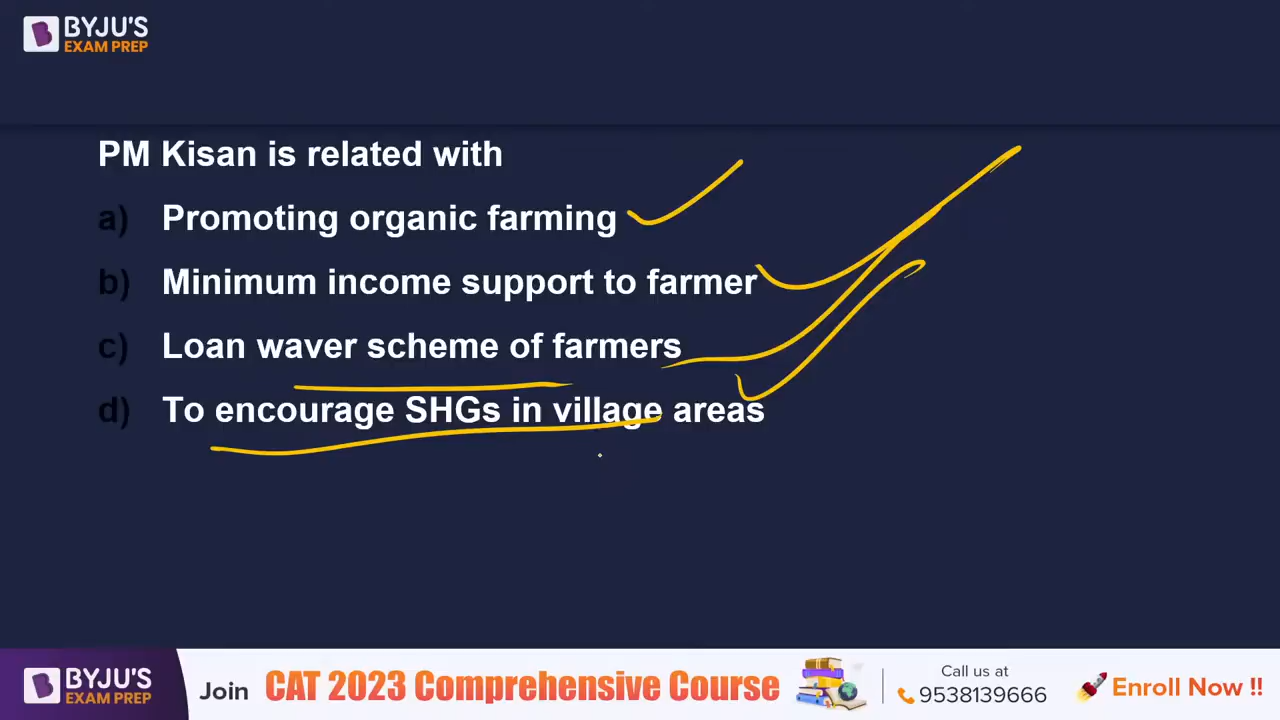 BYJU'S
EXAM PREP
PM Kisan is related with
a) Promoting organic farming
b) Minimum income support to farmer
c) Loan waver scheme of farmers
d) To encourage SHGs in village areas
BYJU'S
EXAM PREP
Join CAT 2023 Comprehensive Course
Call us at
9538139666
Enroll Now !!